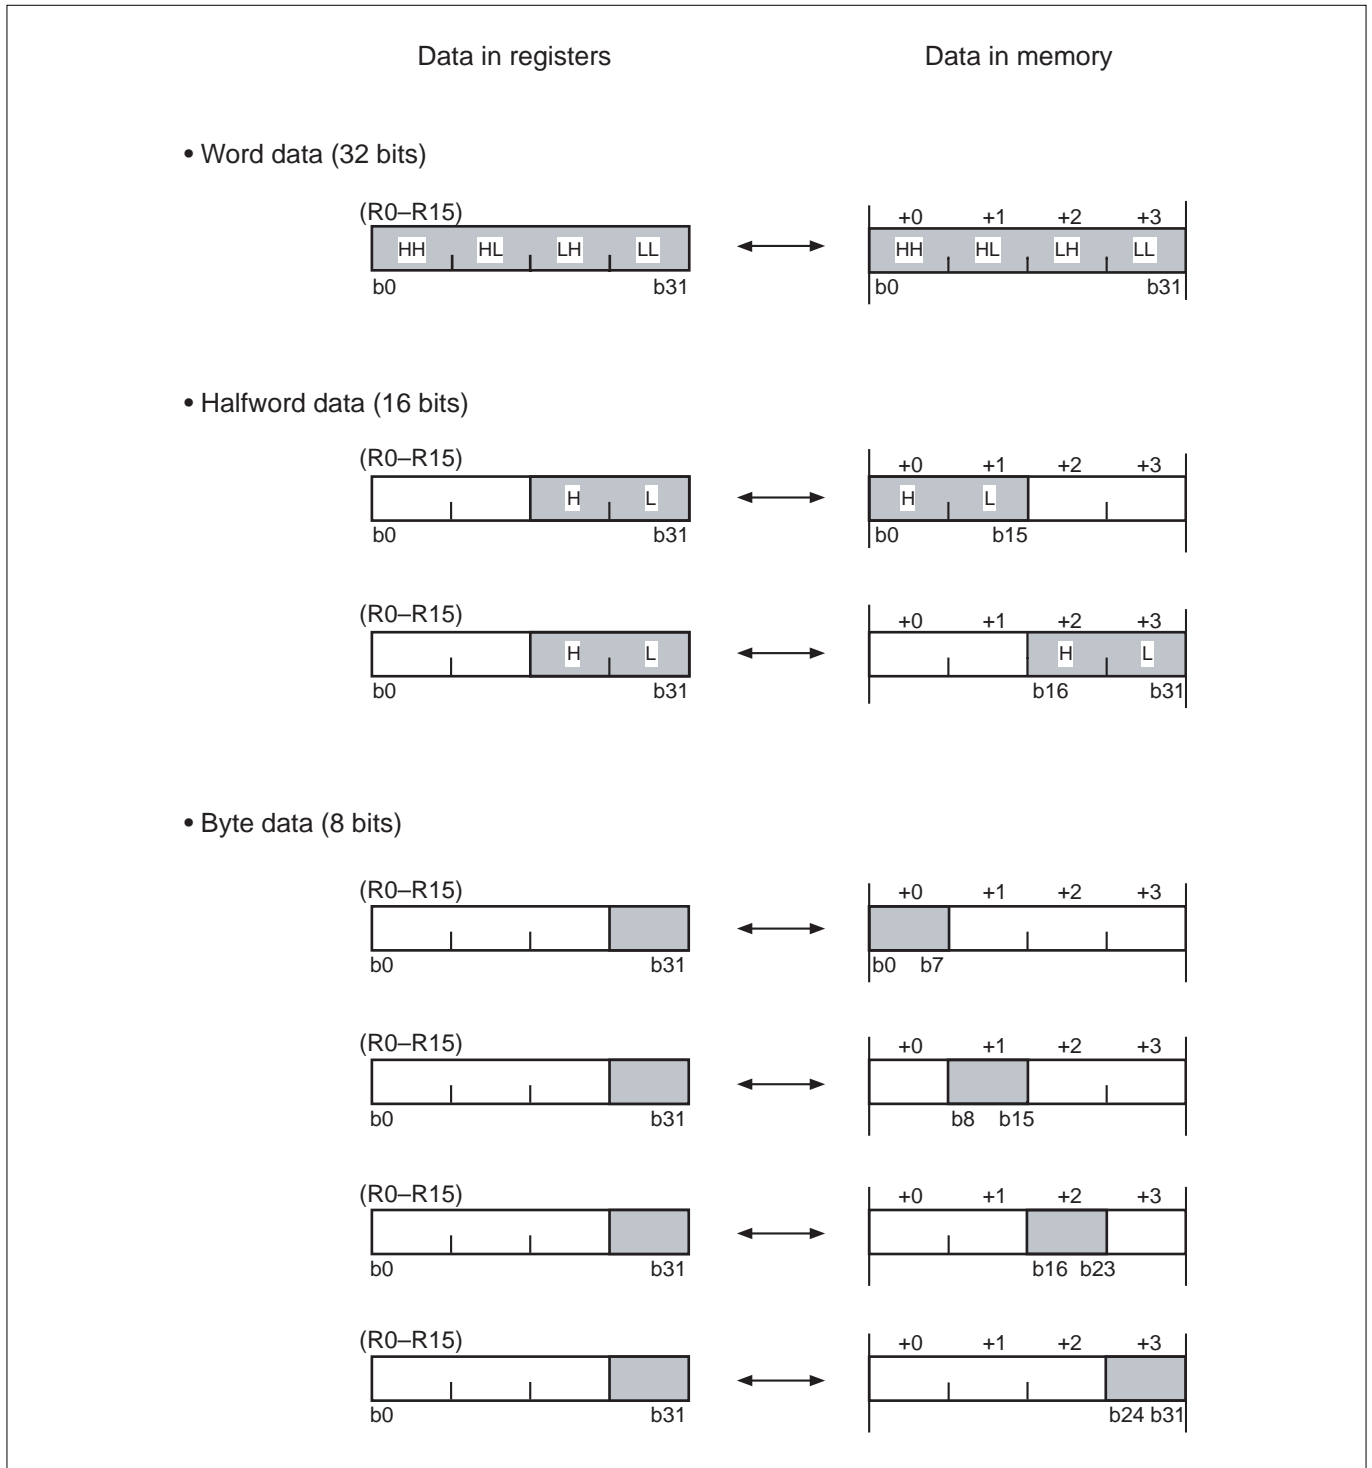 Data in registers Data in memory
• Word data (32 bits)
(R0–R15) +0 +1 +2 +3
HH HL LH LL HH HL LH LL
b0 b31 b0 b31
• Halfword data (16 bits)
(R0–R15) +0 +1 +2 +3
H L H L
b0 b31 b0 b15
(R0–R15) +0 +1 +2 +3
H L H L
b0 b31 b16 b31
• Byte data (8 bits)
(R0–R15) +0 +1 +2 +3
b0 b31 b0 b7
(R0–R15) +0 +1 +2 +3
b0 b31 b8 b15
(R0–R15) +0 +1 +2 +3
b0 b31 b16 b23
(R0–R15) +0 +1 +2 +3
b0 b31 b24 b31